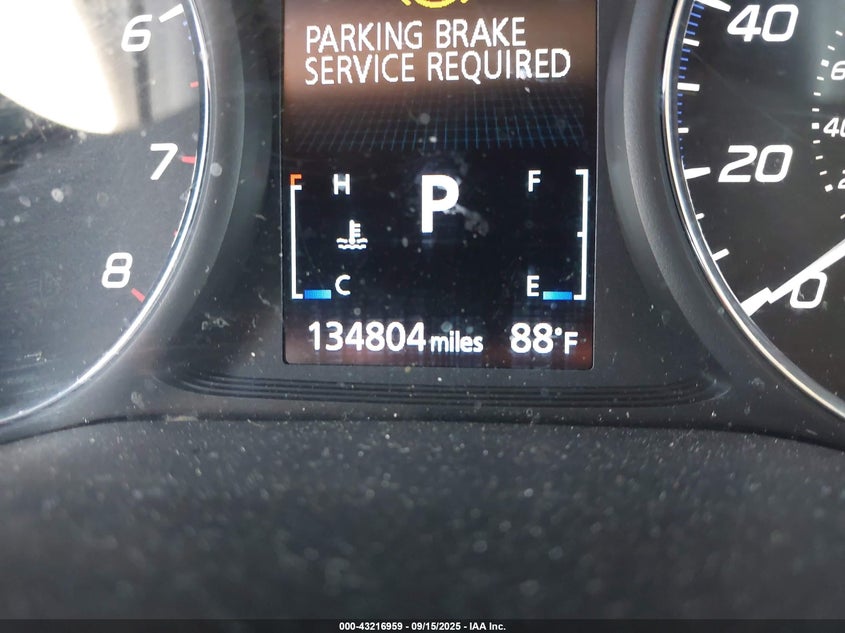 PARKING BRAKE
SERVICE REQUIRED
6
7
8
F H P F
C E
134804 miles 88°F
40
20
0
000-43216959 - 09/15/2025 - IAA Inc.